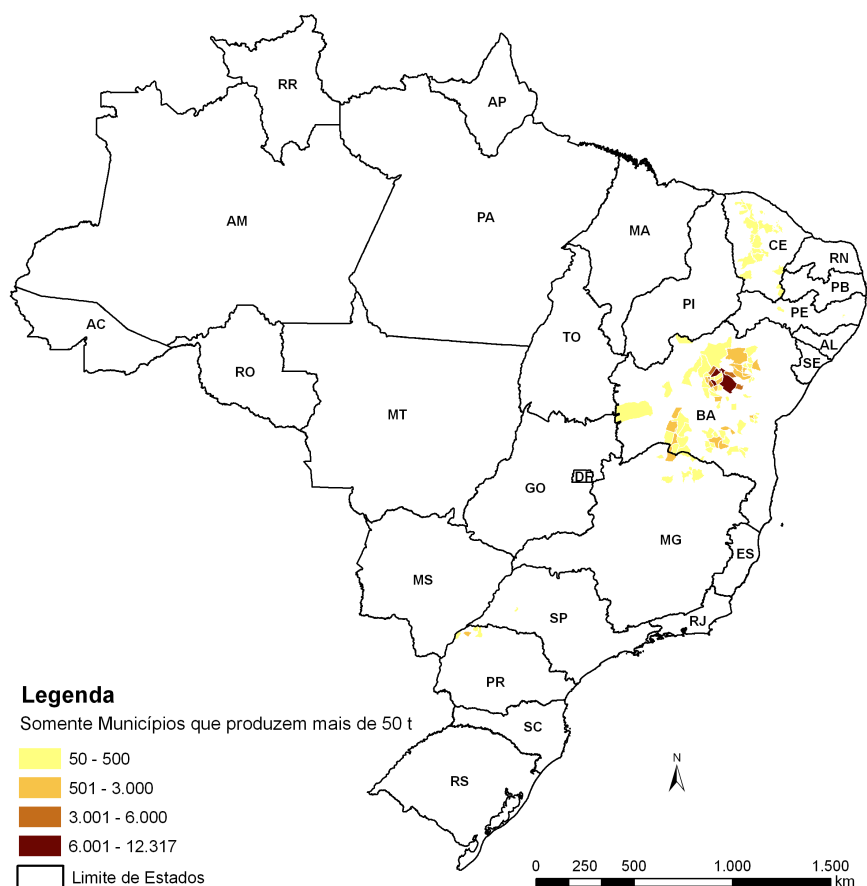 RR
AP
AM
PA
MA
CE
RN
PB
PE
AL
SE
PI
AC
TO
RO
BA
MT
DF
GO
MG
ES
MS
SP
RJ
PR
SC
RS
Legenda
Somente Municípios que produzem mais de 50 t
50 - 500
501 - 3.000
3.001 - 6.000
6.001 - 12.317
Limite de Estados
N
0 250 500 1.000 1.500
km